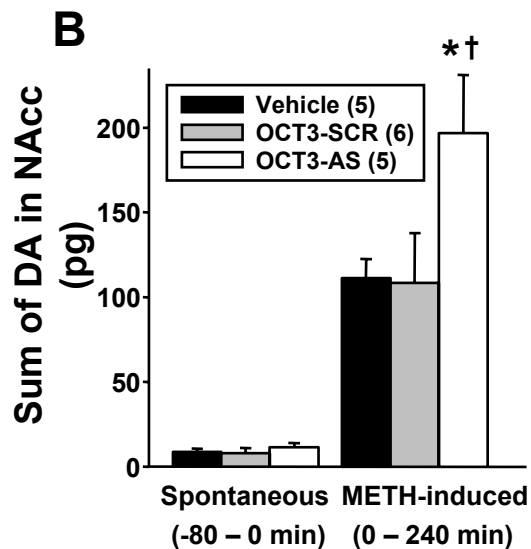 B
*†
Vehicle (5)
OCT3-SCR (6)
OCT3-AS (5)
Sum of DA in NAcc
(pg)
200
150
100
50
0
Spontaneous METH-induced
(-80 – 0 min) (0 – 240 min)